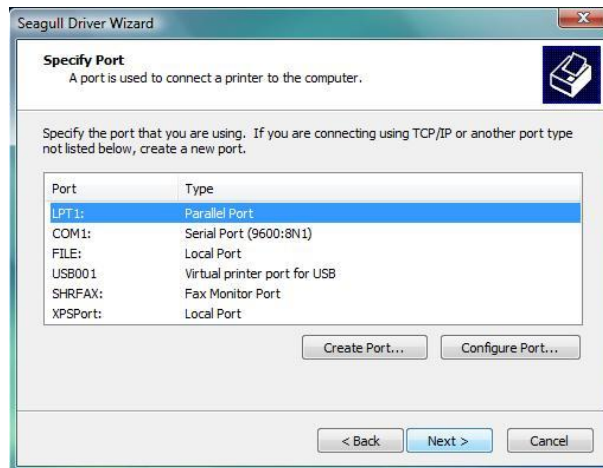 Seagull Driver Wizard
Specify Port
A port is used to connect a printer to the computer.
Specify the port that you are using. If you are connecting using TCP/IP or another port type
not listed below, create a new port.
Port Type
LPT1: Parallel Port
COM1: Serial Port (9600:8N1)
FILE: Local Port
USB001 Virtual printer port for USB
SHRFAX: Fax Monitor Port
XPSPort: Local Port
Create Port... Configure Port...
< Back Next > Cancel